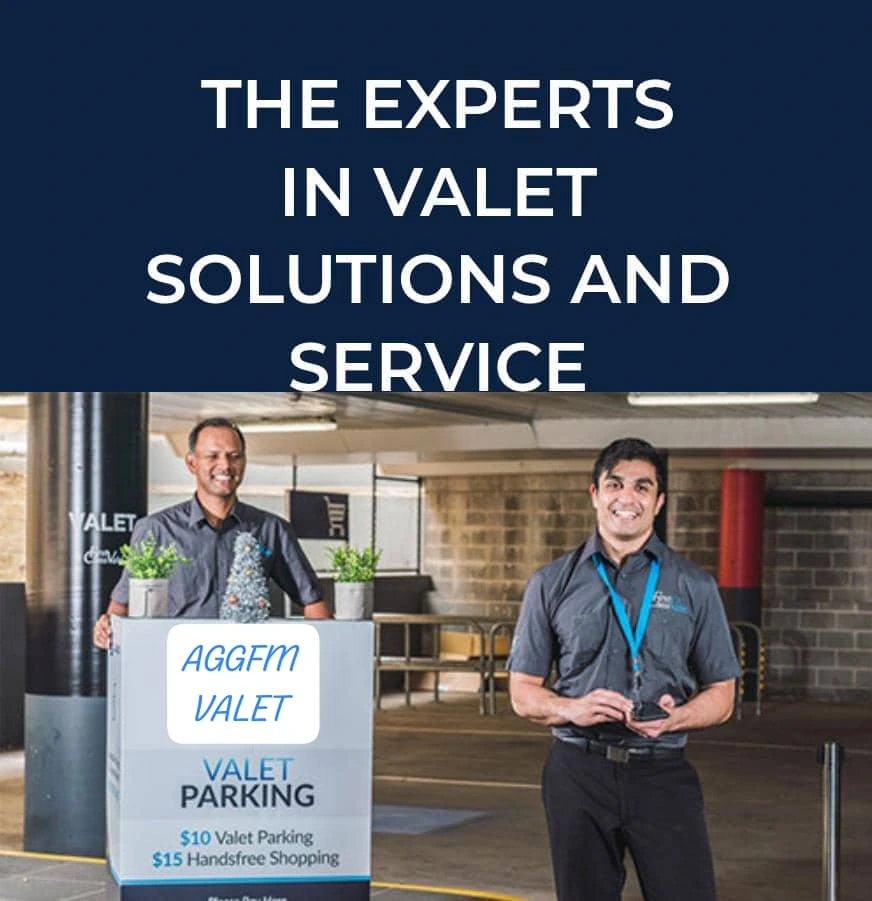 THE EXPERTS
IN VALET
SOLUTIONS AND
SERVICE
VALET
AGGFM
VALET
VALET
PARKING
$10 Valet Parking
$15 Handsfree Shopping